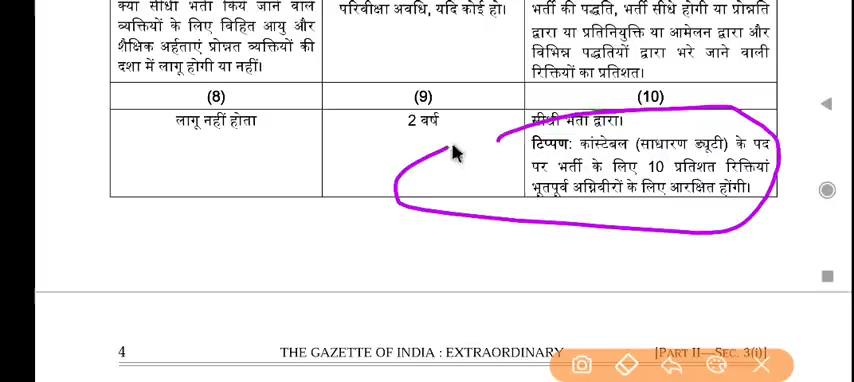 क्या सीधी भर्ती किये जाने वाले
व्यक्तियों के लिए विहित आयु और
शैक्षिक अर्हताएं प्रोन्नत व्यक्तियों की
दशा में लागू होगी या नहीं।
परिवीक्षा अवधि, यदि कोई हो।
भर्ती की पद्धति, भर्ती सीधे होगी या प्रोन्नति
द्वारा या प्रतिनियुक्ति या आमेलन द्वारा और
विभिन्न पद्धतियों द्वारा भरे जाने वाली
रिक्तियों का प्रतिशत।
(8)
(9)
(10)
लागू नहीं होता
2 वर्ष
सीधी भर्ती द्वारा।
टिप्पण: कांस्टेबल (साधारण ड्यूटी) के पद
पर भर्ती के लिए 10 प्रतिशत रिक्तियां
भूतपूर्व अग्निवीरों के लिए आरक्षित होंगी।
4
THE GAZETTE OF INDIA : EXTRAORDINARY
[PART II—SEC. 3(i)]